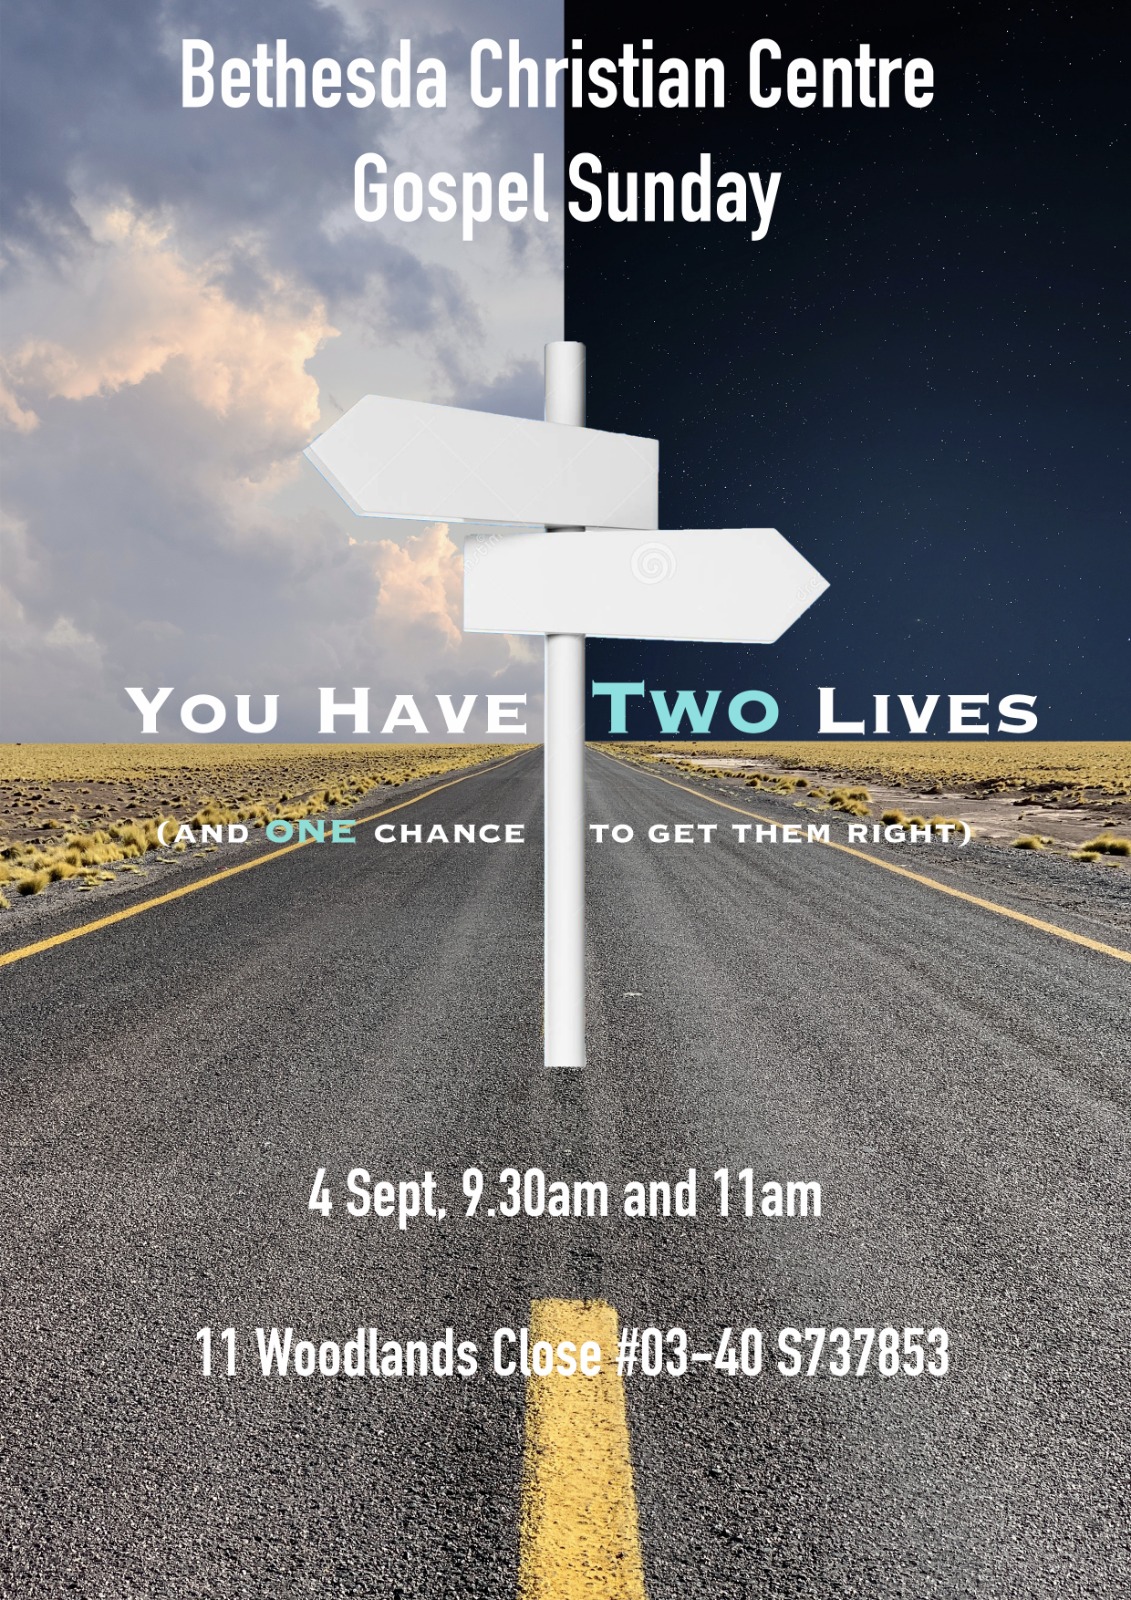 Bethesda Christian Centre
Gospel Sunday
You Have Two Lives
(and one chance to get them right)
4 Sept, 9.30am and 11am
11 Woodlands Close #03-40 S737853